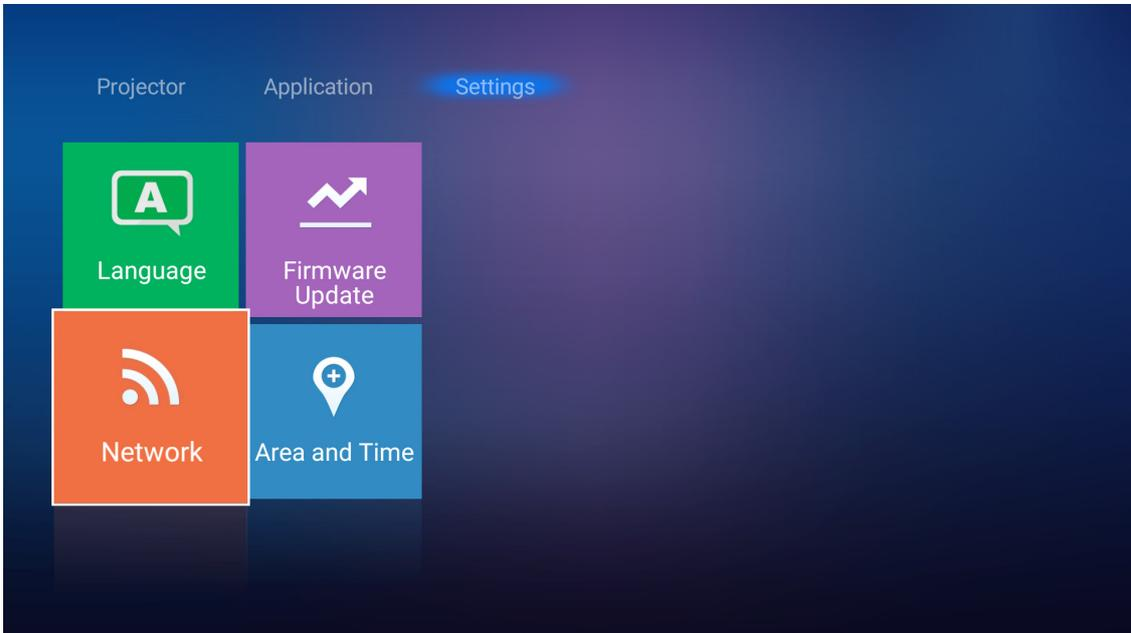 Projector Application Settings
A
Language
Firmware
Update
Network
Area and Time